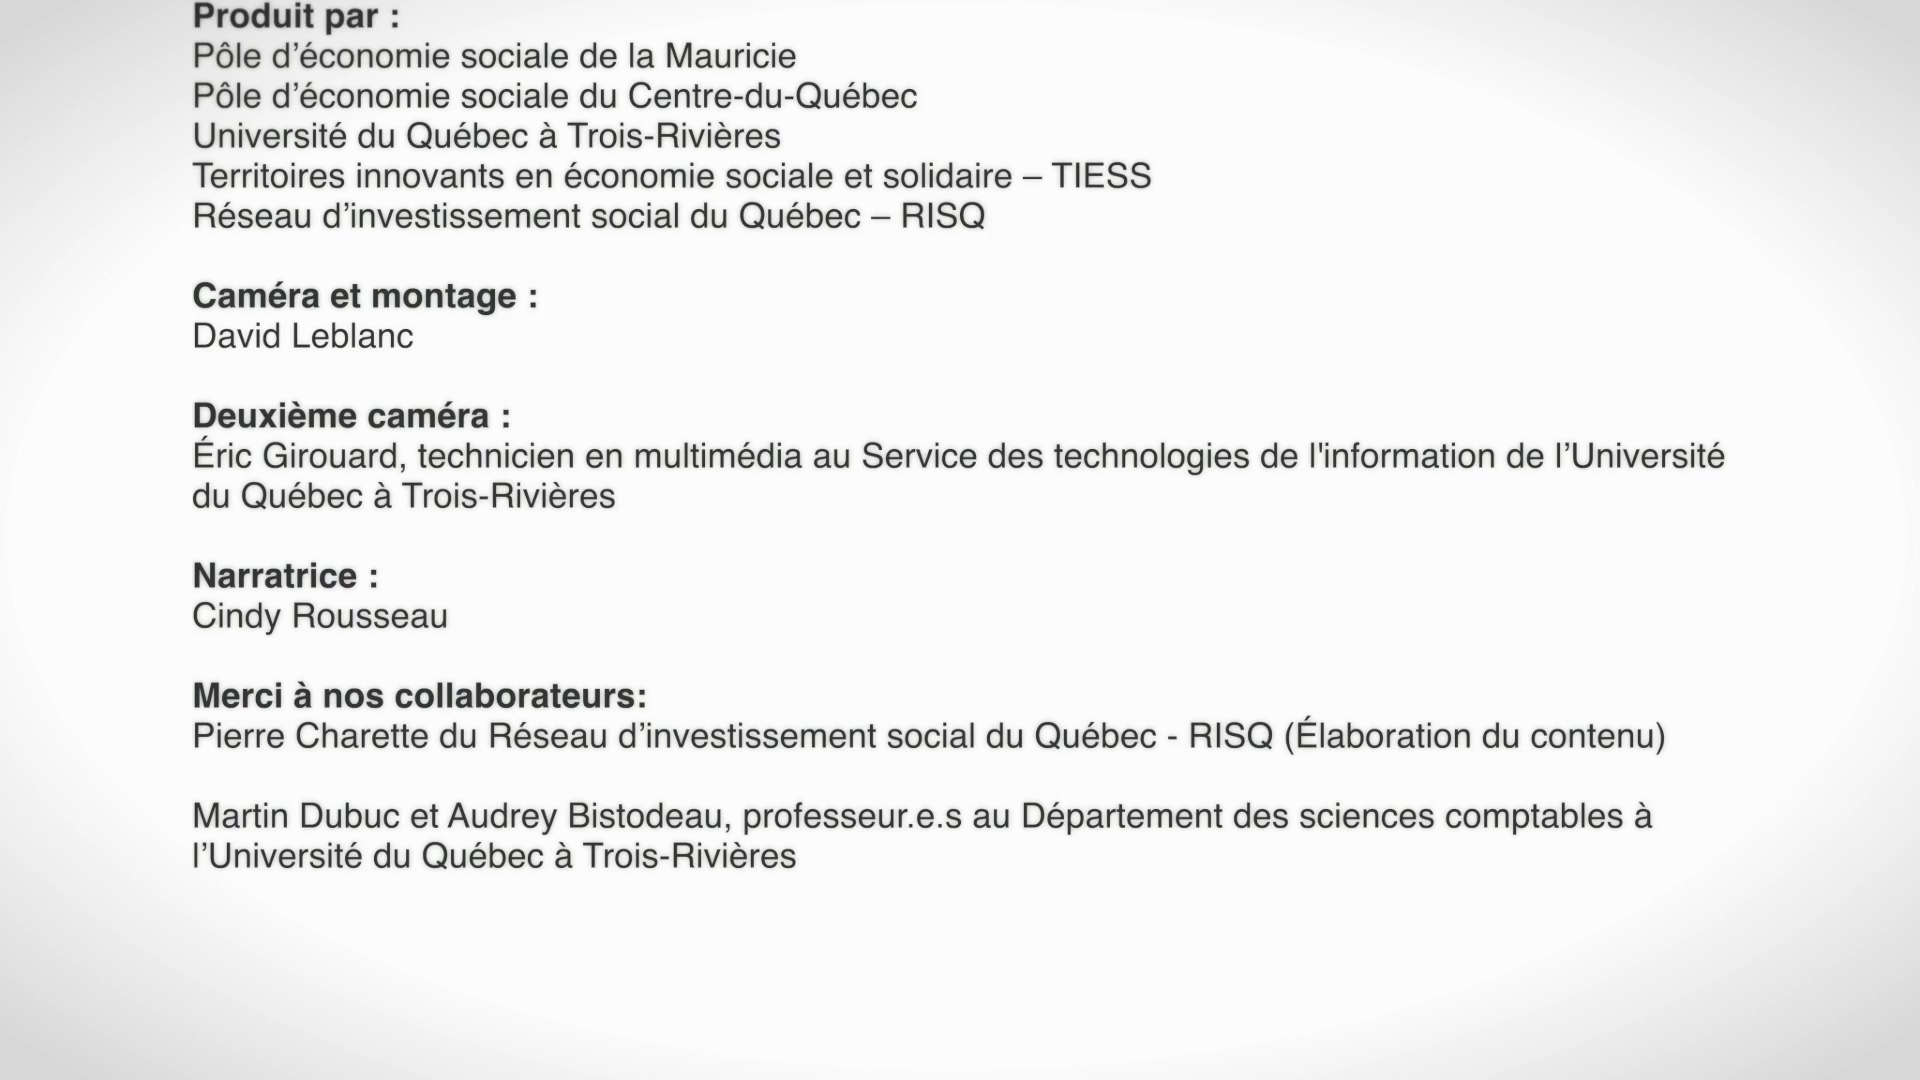 Produit par :
Pôle d’économie sociale de la Mauricie
Pôle d’économie sociale du Centre-du-Québec
Université du Québec à Trois-Rivières
Territoires innovants en économie sociale et solidaire – TIESS
Réseau d’investissement social du Québec – RISQ
Caméra et montage :
David Leblanc
Deuxième caméra :
Éric Girouard, technicien en multimédia au Service des technologies de l'information de l’Université
du Québec à Trois-Rivières
Narratrice :
Cindy Rousseau
Merci à nos collaborateurs:
Pierre Charette du Réseau d’investissement social du Québec - RISQ (Élaboration du contenu)
Martin Dubuc et Audrey Bistodeau, professeur.e.s au Département des sciences comptables à
l’Université du Québec à Trois-Rivières